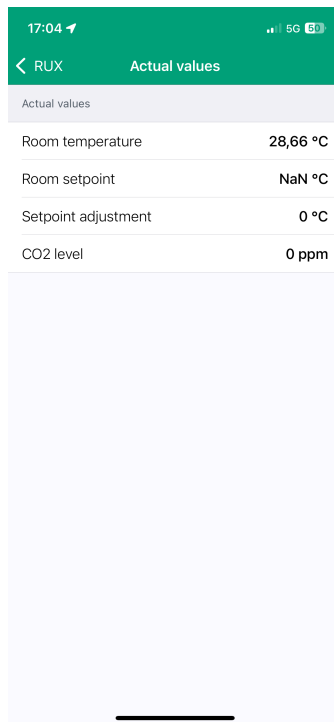 17:04 5G 50
RUX Actual values
Actual values
Room temperature 28,66 °C
Room setpoint NaN °C
Setpoint adjustment 0 °C
CO2 level 0 ppm